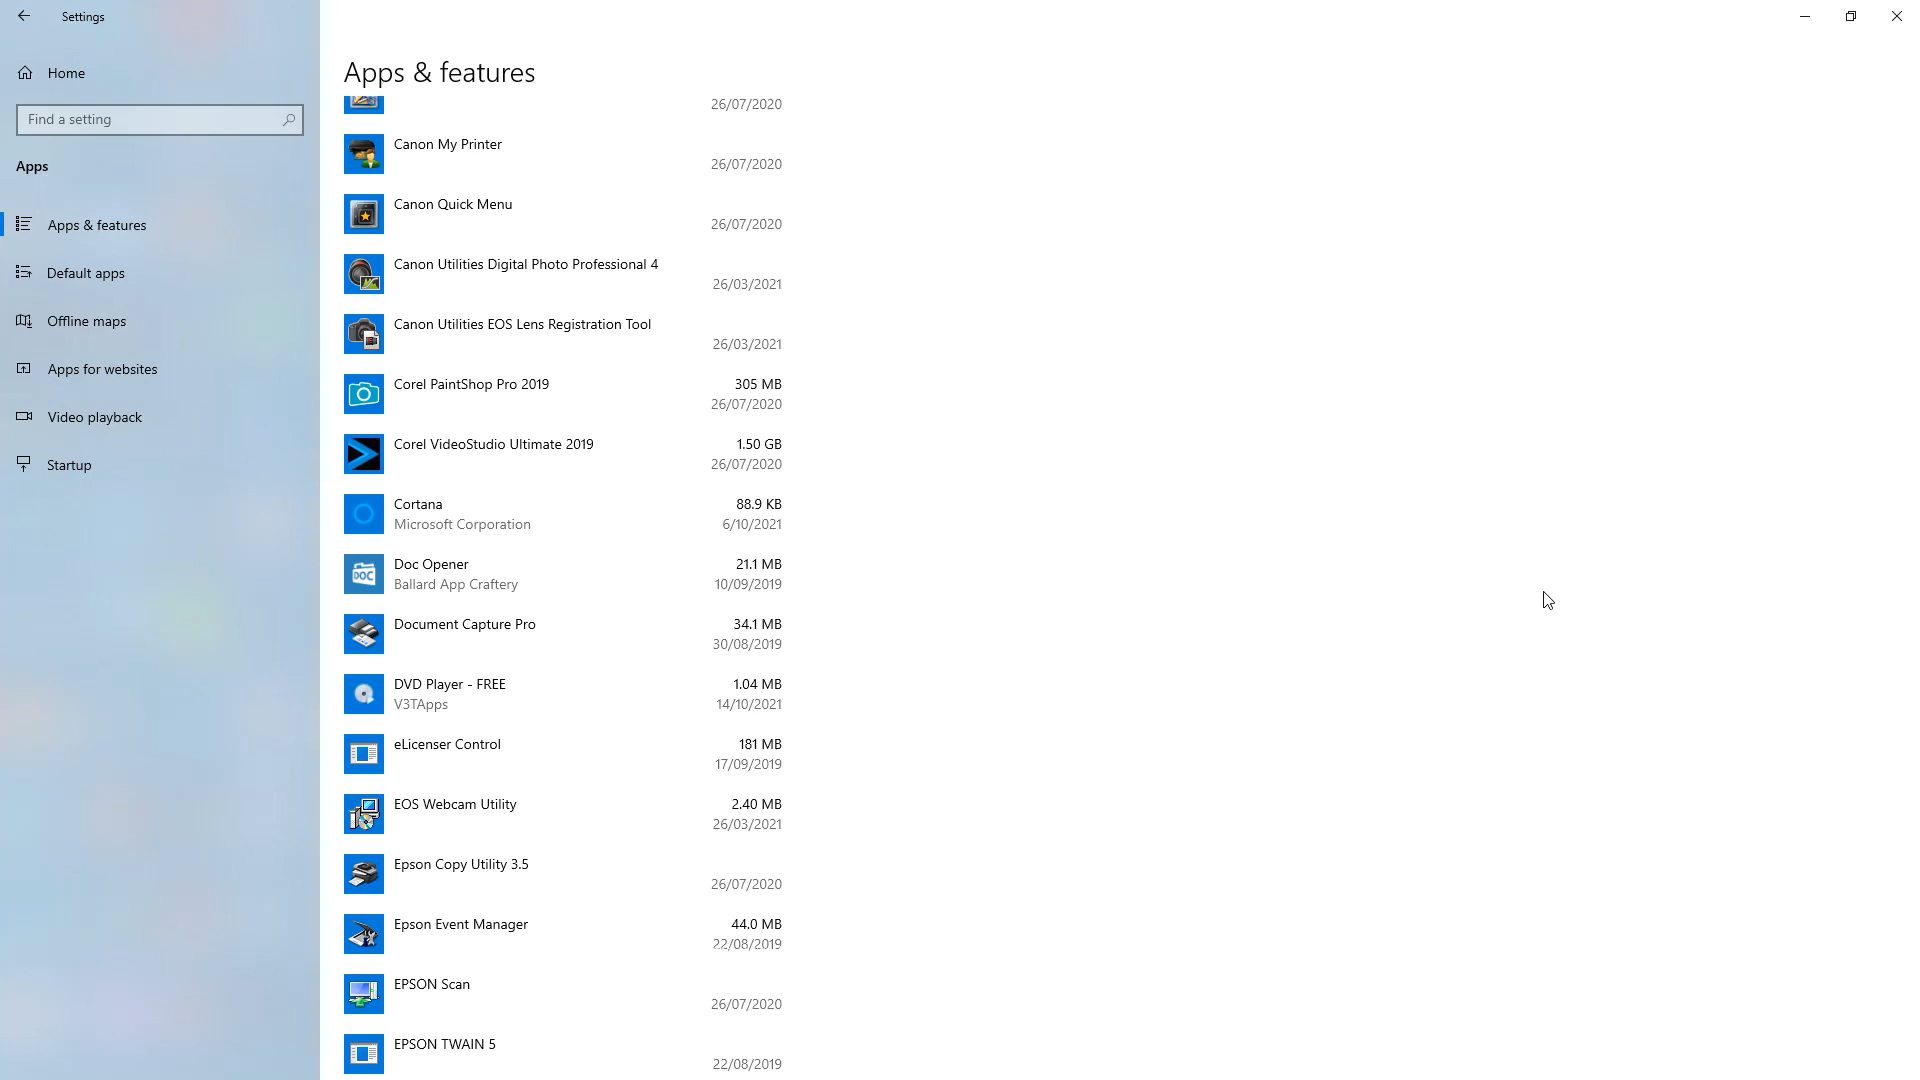 Settings
Home
Find a setting
Apps
Apps & features
Default apps
Offline maps
Apps for websites
Video playback
Startup
Apps & features
26/07/2020
Canon My Printer
26/07/2020
Canon Quick Menu
26/07/2020
Canon Utilities Digital Photo Professional 4
26/03/2021
Canon Utilities EOS Lens Registration Tool
26/03/2021
Corel PaintShop Pro 2019 305 MB
26/07/2020
Corel VideoStudio Ultimate 2019 1.50 GB
26/07/2020
Cortana 88.9 KB
Microsoft Corporation 6/10/2021
Doc Opener 21.1 MB
Ballard App Craftery 10/09/2019
Document Capture Pro 34.1 MB
30/08/2019
DVD Player - FREE 1.04 MB
V3TApps 14/10/2021
eLicenser Control 181 MB
17/09/2019
EOS Webcam Utility 2.40 MB
26/03/2021
Epson Copy Utility 3.5
26/07/2020
Epson Event Manager 44.0 MB
22/08/2019
EPSON Scan
26/07/2020
EPSON TWAIN 5
22/08/2019